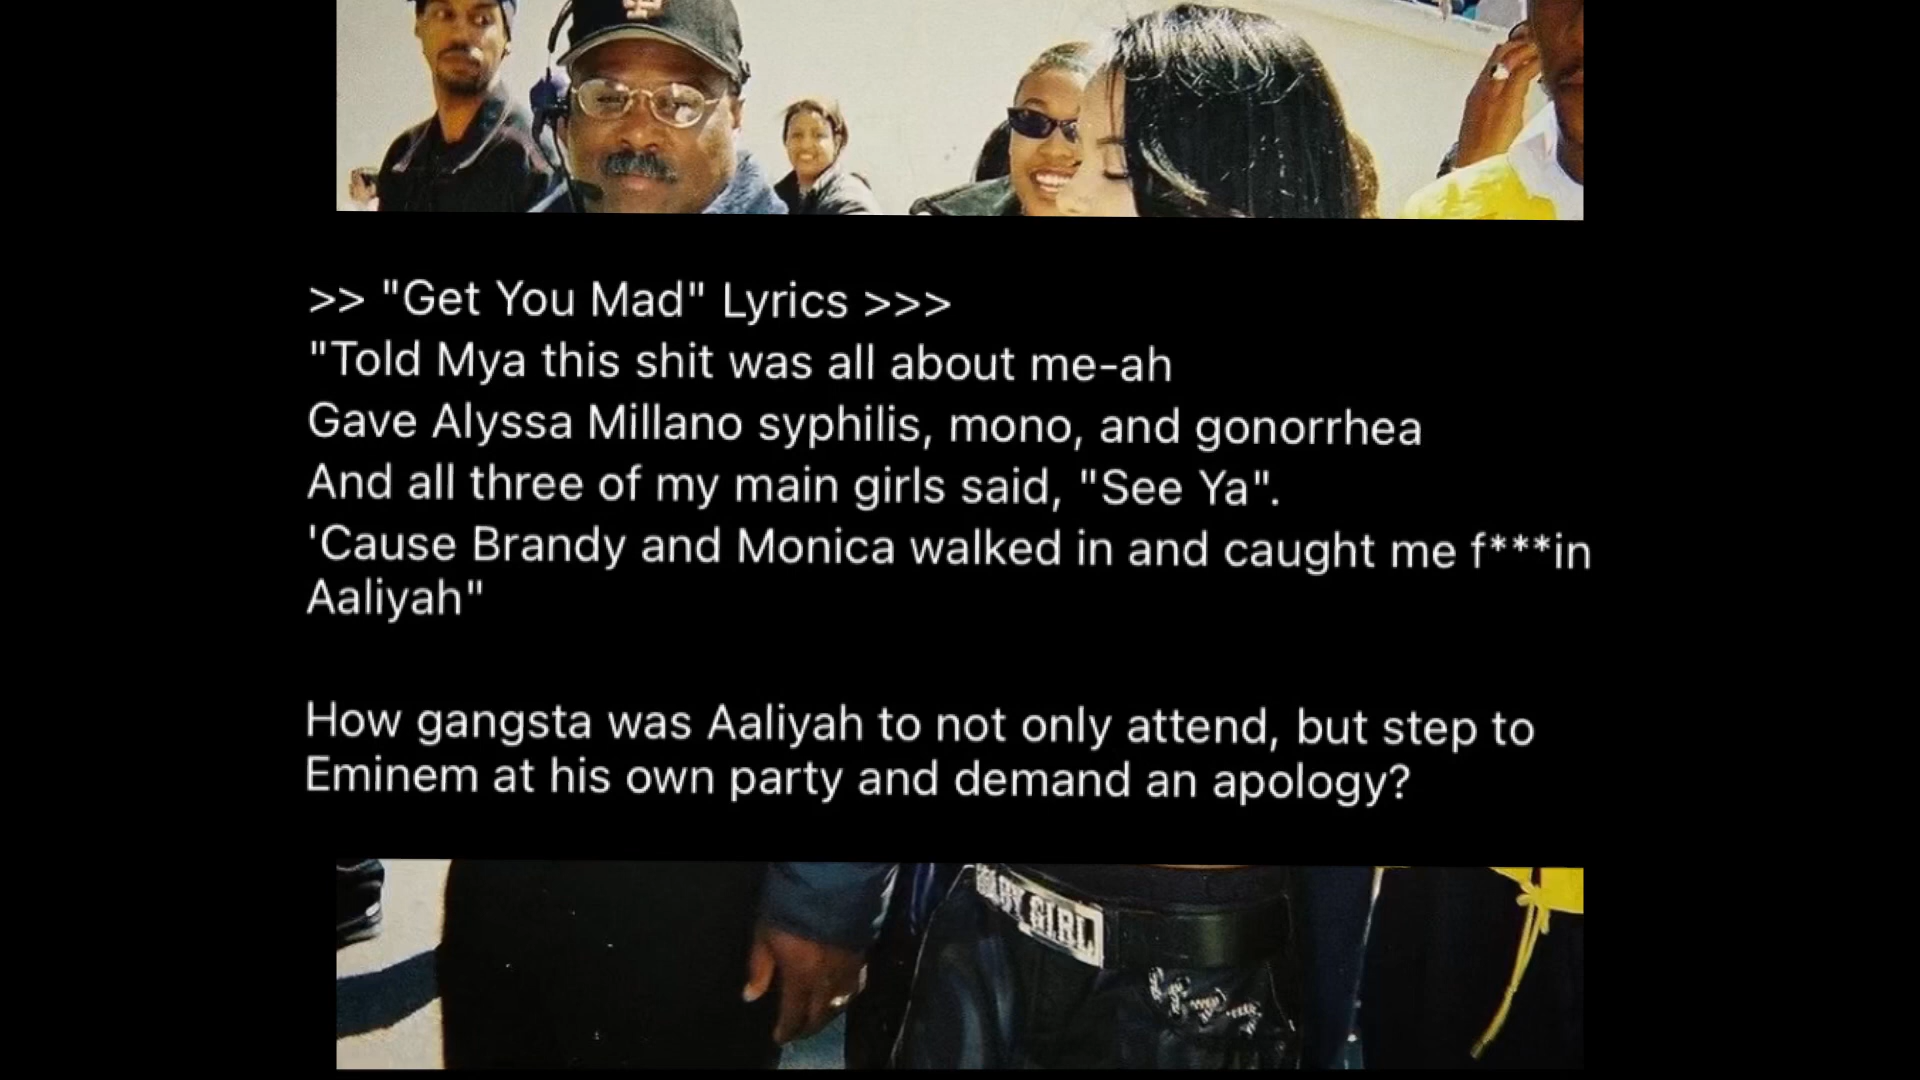 >> "Get You Mad" Lyrics >>>
"Told Mya this shit was all about me-ah
Gave Alyssa Millano syphilis, mono, and gonorrhea
And all three of my main girls said, "See Ya".
'Cause Brandy and Monica walked in and caught me f***in
Aaliyah"
How gangsta was Aaliyah to not only attend, but step to
Eminem at his own party and demand an apology?
GIRL